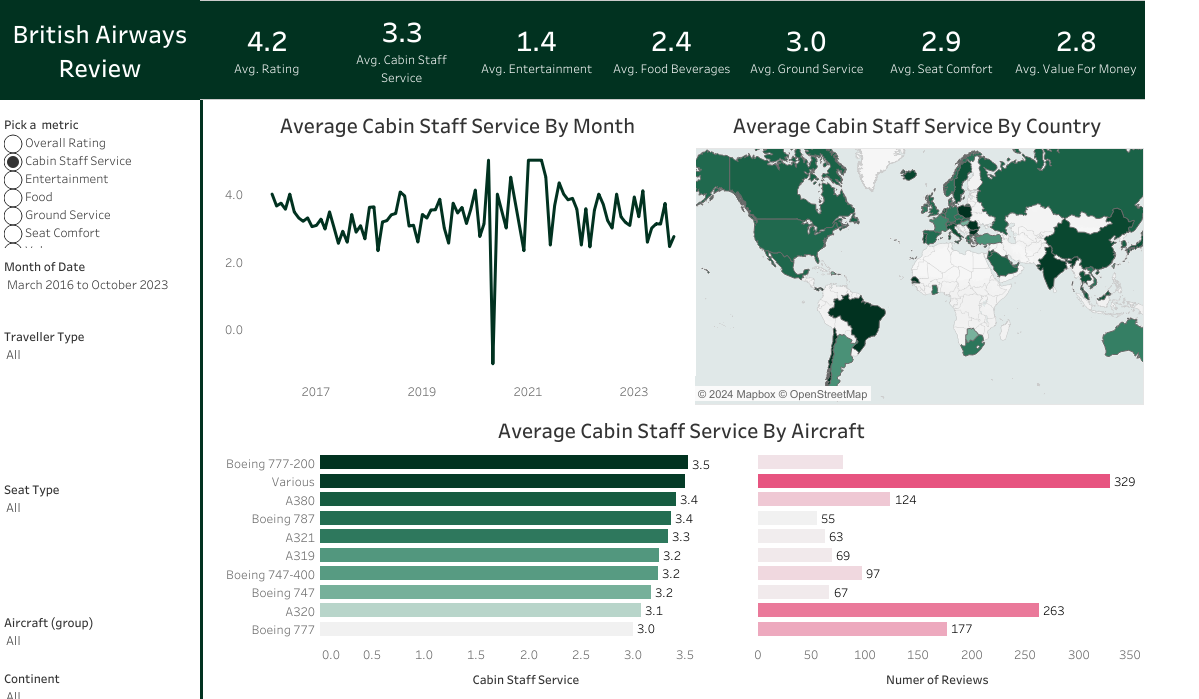 British Airways
Review
4.2
Avg. Rating
3.3
Avg. Cabin Staff
Service
1.4
Avg. Entertainment
2.4
Avg. Food Beverages
3.0
Avg. Ground Service
2.9
Avg. Seat Comfort
2.8
Avg. Value For Money
Pick a metric
Overall Rating
Cabin Staff Service
Entertainment
Food
Ground Service
Seat Comfort
Month of Date
March 2016 to October 2023
Traveller Type
All
Seat Type
All
Aircraft (group)
All
Continent
All
Average Cabin Staff Service By Month
4.0
2.0
0.0
2017 2019 2021 2023
Average Cabin Staff Service By Country
© 2024 Mapbox © OpenStreetMap
Average Cabin Staff Service By Aircraft
Boeing 777-200 3.5
Various 329
A380 3.4 124
Boeing 787 3.4 55
A321 3.3 63
A319 3.2 69
Boeing 747-400 3.2 97
Boeing 747 3.2 67
A320 3.1 263
Boeing 777 3.0 177
0.0 0.5 1.0 1.5 2.0 2.5 3.0 3.5
Cabin Staff Service
0 50 100 150 200 250 300 350
Numer of Reviews